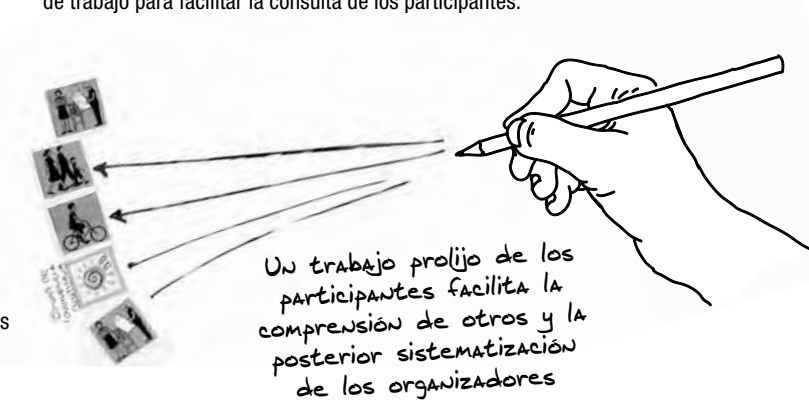 de trabajo para facilitar la consulta de los participantes.
Un trabajo prolijo de los
participantes facilita la
comprensión de otros y la
posterior sistematización
de los organizadores
s